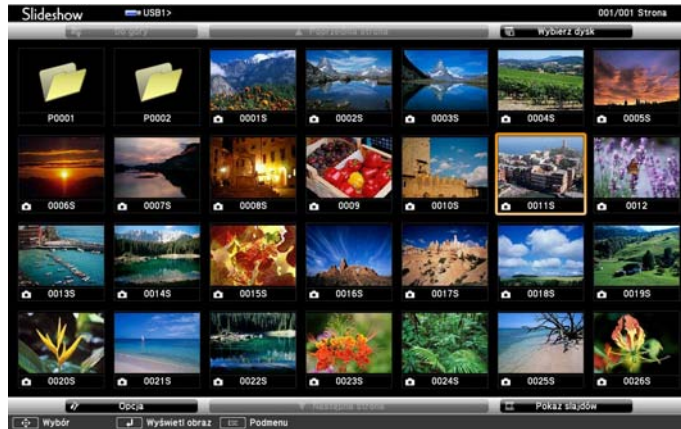 Slideshow USB1> 001/001 Strona
Do góry Poprzednia strona Wybierz dysk
P0001 P0002 0001S 0002S 0003S 0004S 0005S
0006S 0007S 0008S 0009 0010S 0011S 0012
0013S 0014S 0015S 0016S 0017S 0018S 0019S
0020S 0021S 0022S 0023S 0024S 0025S 0026S
Opcja Następna strona Pokaz slajdów
Wybór Wyświetl obraz ESC Podmenu